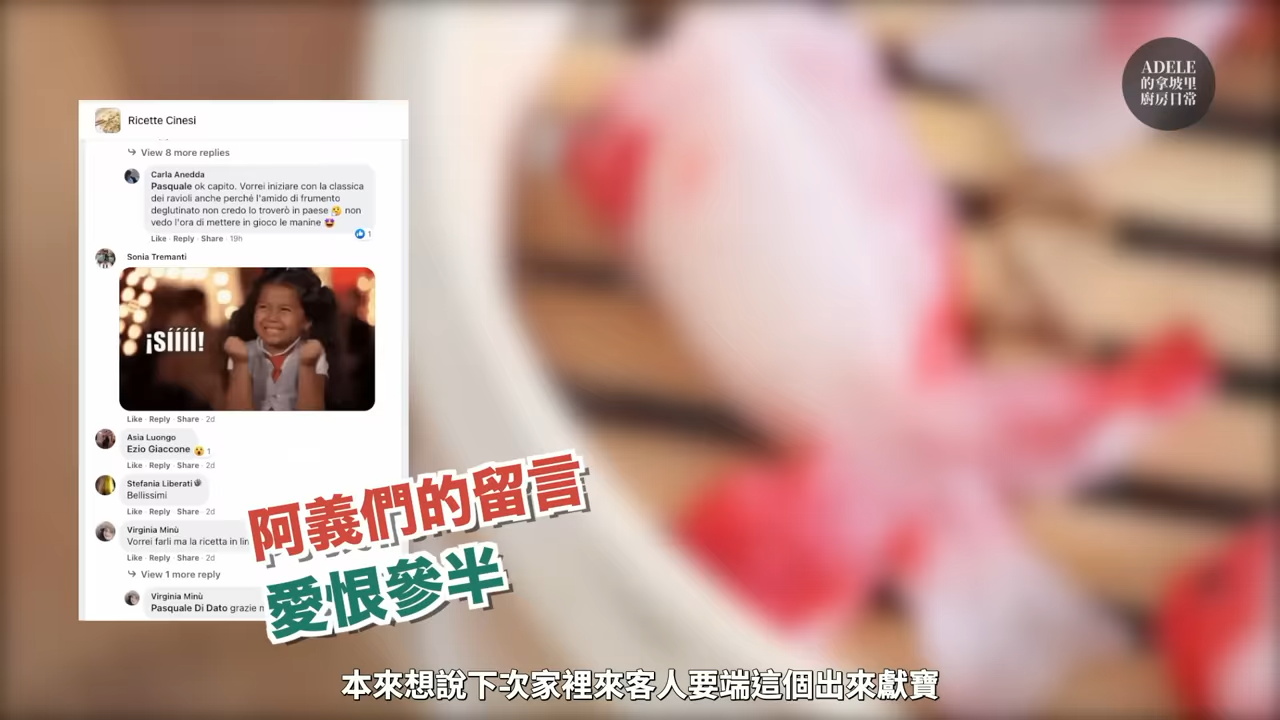 ADELE
的拿坡里
廚房日常
Ricette Cinesi
View 8 more replies
Carla Anedda
Pasquale ok capito. Vorrei iniziare con la classica
dei ravioli anche perché l'amido di frumento
deglutinato non credo lo troverò in paese 🥺 non
vedo l'ora di mettere in gioco le manine 🤩
1
Like · Reply · Share · 19h
Sonia Tremanti
¡SÍÍÍÍ!
Like · Reply · Share · 2d
Asia Luongo
Ezio Giaccone
😮 1
Like · Reply · Share · 2d
Stefania Liberati
Bellissimi
Like · Reply · Share · 2d
Virginia Minù
Vorrei farli ma la ricetta in lin
Like · Reply · Share · 2d
View 1 more reply
Virginia Minù
Pasquale Di Dato grazie
阿義們的留言
愛恨參半
本來想說下次家裡來客人要端這個出來獻寶